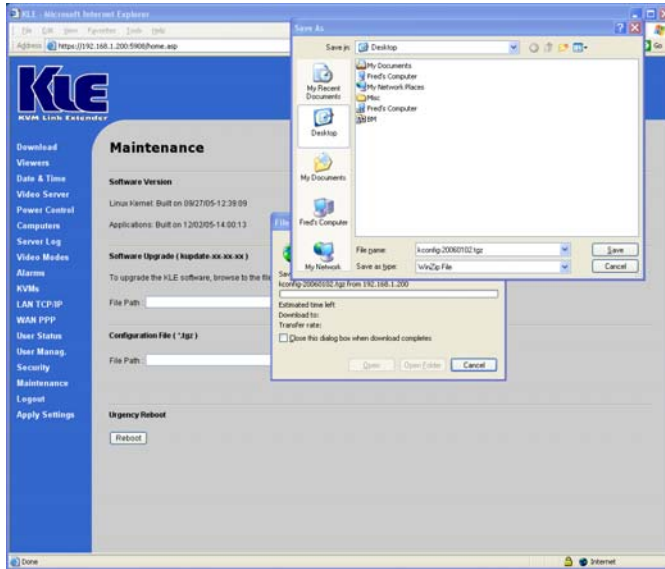 KLE - Microsoft Internet Explorer
File Edit View Favorites Tools Help
Address https://192.168.1.200:5908/home.asp
Go
KLE
KVM Link Extender
Download
Viewers
Date & Time
Video Server
Power Control
Computers
Server Log
Video Modes
Alarms
KVMs
LAN TCP/IP
WAN PPP
User Status
User Manag.
Security
Maintenance
Logout
Apply Settings
Maintenance
Software Version
Linux Kernel: Built on 09/27/05-12:39:09
Applications: Built on 12/02/05-14:00:13
Software Upgrade ( kupdate-xx-xx-xx )
To upgrade the KLE software, browse to the file
File Path :
Configuration File ( *.tgz )
File Path :
Urgency Reboot
Reboot
File
Sav
kconfig-20060102.tgz from 192.168.1.200
Estimated time left
Download to:
Transfer rate:
Close this dialog box when download completes
Open
Open Folder
Cancel
Save As
Save in:
Desktop
My Recent Documents
Desktop
My Documents
Fred's Computer
My Network
My Documents
Fred's Computer
My Network Places
Misc
Fred's Computer
BM
File name:
kconfig-20060102.tgz
Save
Save as type:
WinZip File
Cancel
Done
Internet